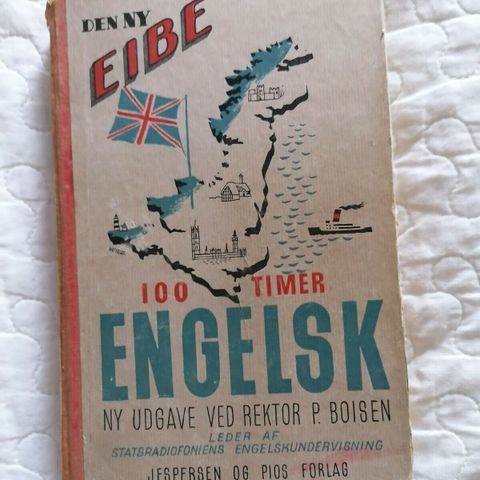 DEN NY
EIBE
100 TIMER
ENGELSK
NY UDGAVE VED REKTOR P. BOISEN
LEDER AF
STATSRADIOFONIENS ENGELSKUNDERVISNING
JESPERSEN OG PIOS FORLAG